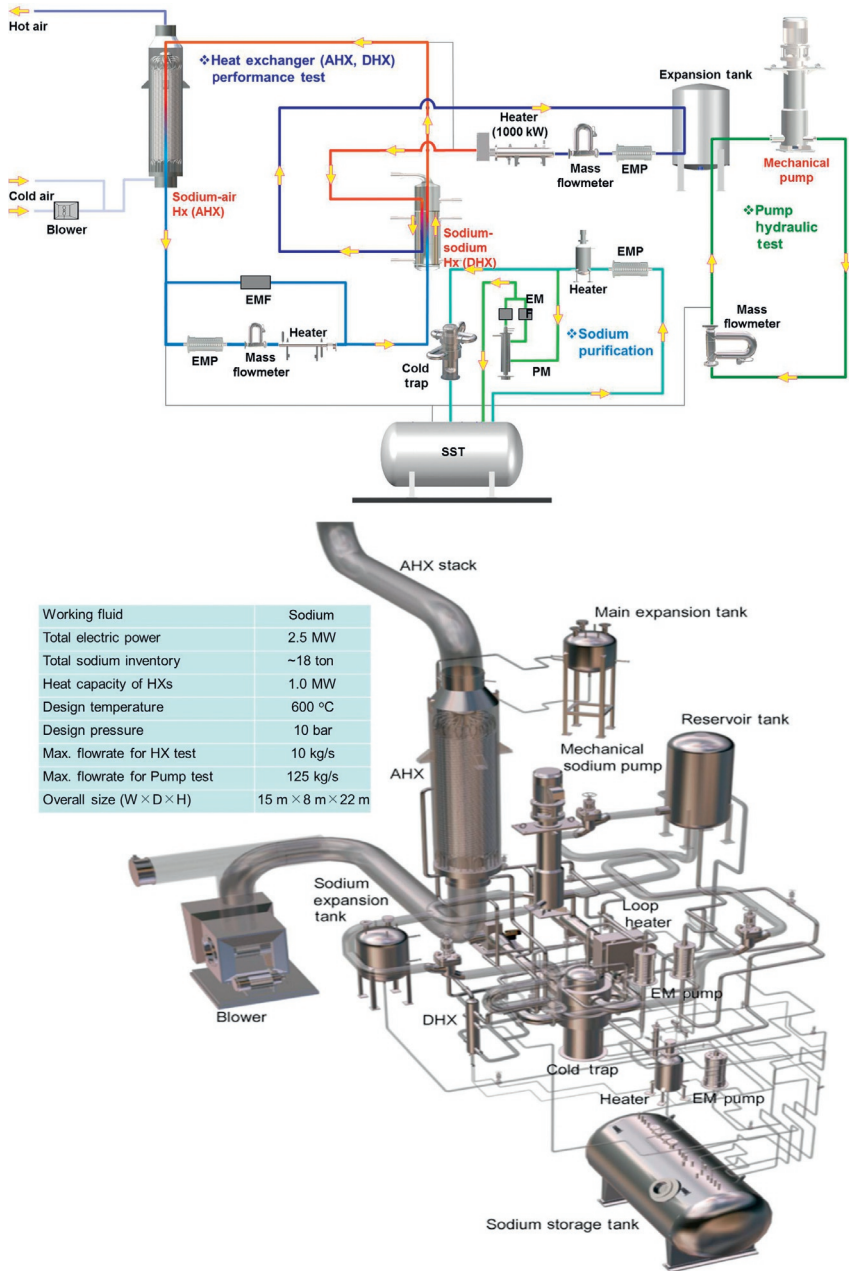 Hot air
❖Heat exchanger (AHX, DHX)
performance test
Expansion tank
Heater
(1000 kW)
Mass
flowmeter
EMP
Mechanical
pump
Cold air
Blower
Sodium-air
Hx (AHX)
Sodium-
sodium
Hx (DHX)
❖Pump
hydraulic
test
EMP
Heater
EMF
EM
F
❖Sodium
purification
Mass
flowmeter
EMP
Mass
flowmeter
Heater
Cold
trap
PM
SST
AHX stack
Working fluid Sodium
Total electric power 2.5 MW
Total sodium inventory ~18 ton
Heat capacity of HXs 1.0 MW
Design temperature 600 °C
Design pressure 10 bar
Max. flowrate for HX test 10 kg/s
Max. flowrate for Pump test 125 kg/s
Overall size (W×D×H) 15 m×8 m×22 m
Main expansion tank
Reservoir tank
Mechanical
sodium pump
AHX
Sodium
expansion
tank
Loop
heater
Blower
EM pump
DHX
Cold trap
Heater
EM pump
Sodium storage tank